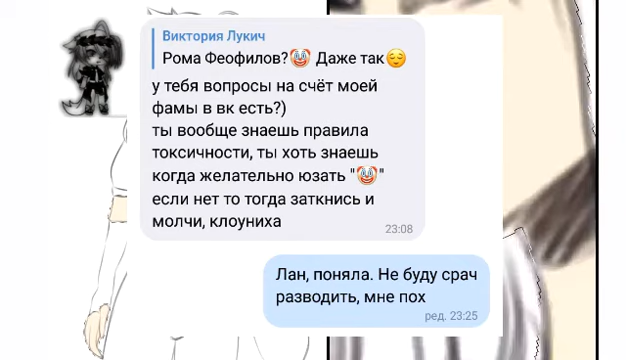 Виктория Лукич
Рома Феофилов?🤡 Даже так😌
у тебя вопросы на счёт моей
фамы в вк есть?)
ты вообще знаешь правила
токсичности, ты хоть знаешь
когда желательно юзать "🤡"
если нет то тогда заткнись и
молчи, клоуниха
23:08
Лан, поняла. Не буду срач
разводить, мне пох
ред. 23:25